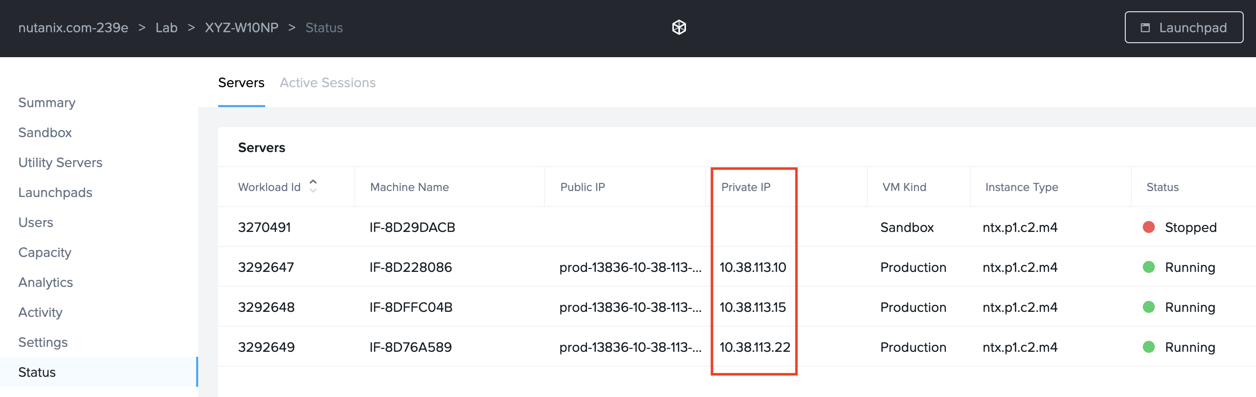 nutanix.com-239e > Lab > XYZ-W10NP > Status
Launchpad
Servers Active Sessions
Summary
Sandbox
Utility Servers
Launchpads
Users
Capacity
Analytics
Activity
Settings
Status
Servers
Workload Id Machine Name Public IP Private IP VM Kind Instance Type Status
3270491 IF-8D29DACB Sandbox ntx.p1.c2.m4 Stopped
3292647 IF-8D228086 prod-13836-10-38-113-... 10.38.113.10 Production ntx.p1.c2.m4 Running
3292648 IF-8DFFC04B prod-13836-10-38-113-... 10.38.113.15 Production ntx.p1.c2.m4 Running
3292649 IF-8D76A589 prod-13836-10-38-113-... 10.38.113.22 Production ntx.p1.c2.m4 Running